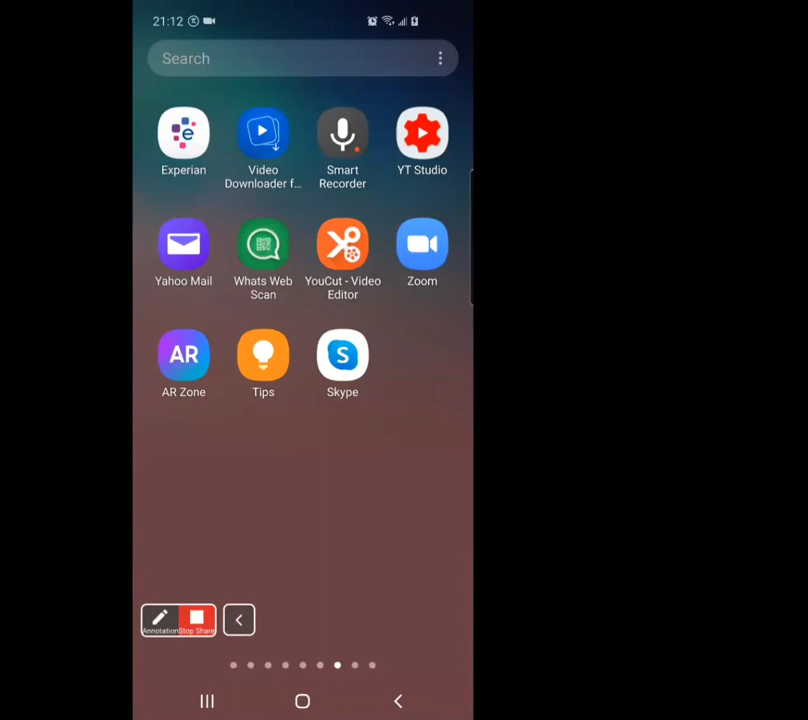 21:12
Search
Experian
Video
Downloader f...
Smart
Recorder
YT Studio
Yahoo Mail
Whats Web
Scan
YouCut - Video
Editor
Zoom
AR
AR Zone
Tips
S
Skype
Annotation
Stop Share